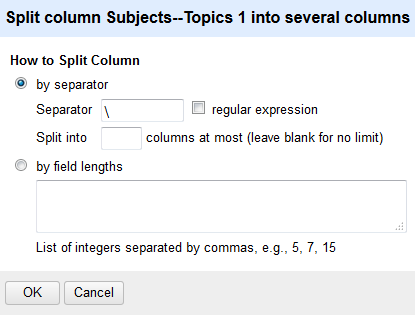 Split column Subjects--Topics 1 into several columns
How to Split Column
by separator
Separator \ regular expression
Split into columns at most (leave blank for no limit)
by field lengths
List of integers separated by commas, e.g., 5, 7, 15
OK Cancel